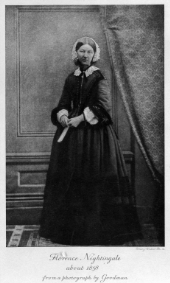 Florence Nightingale
about 1858
from a photograph by Goodman